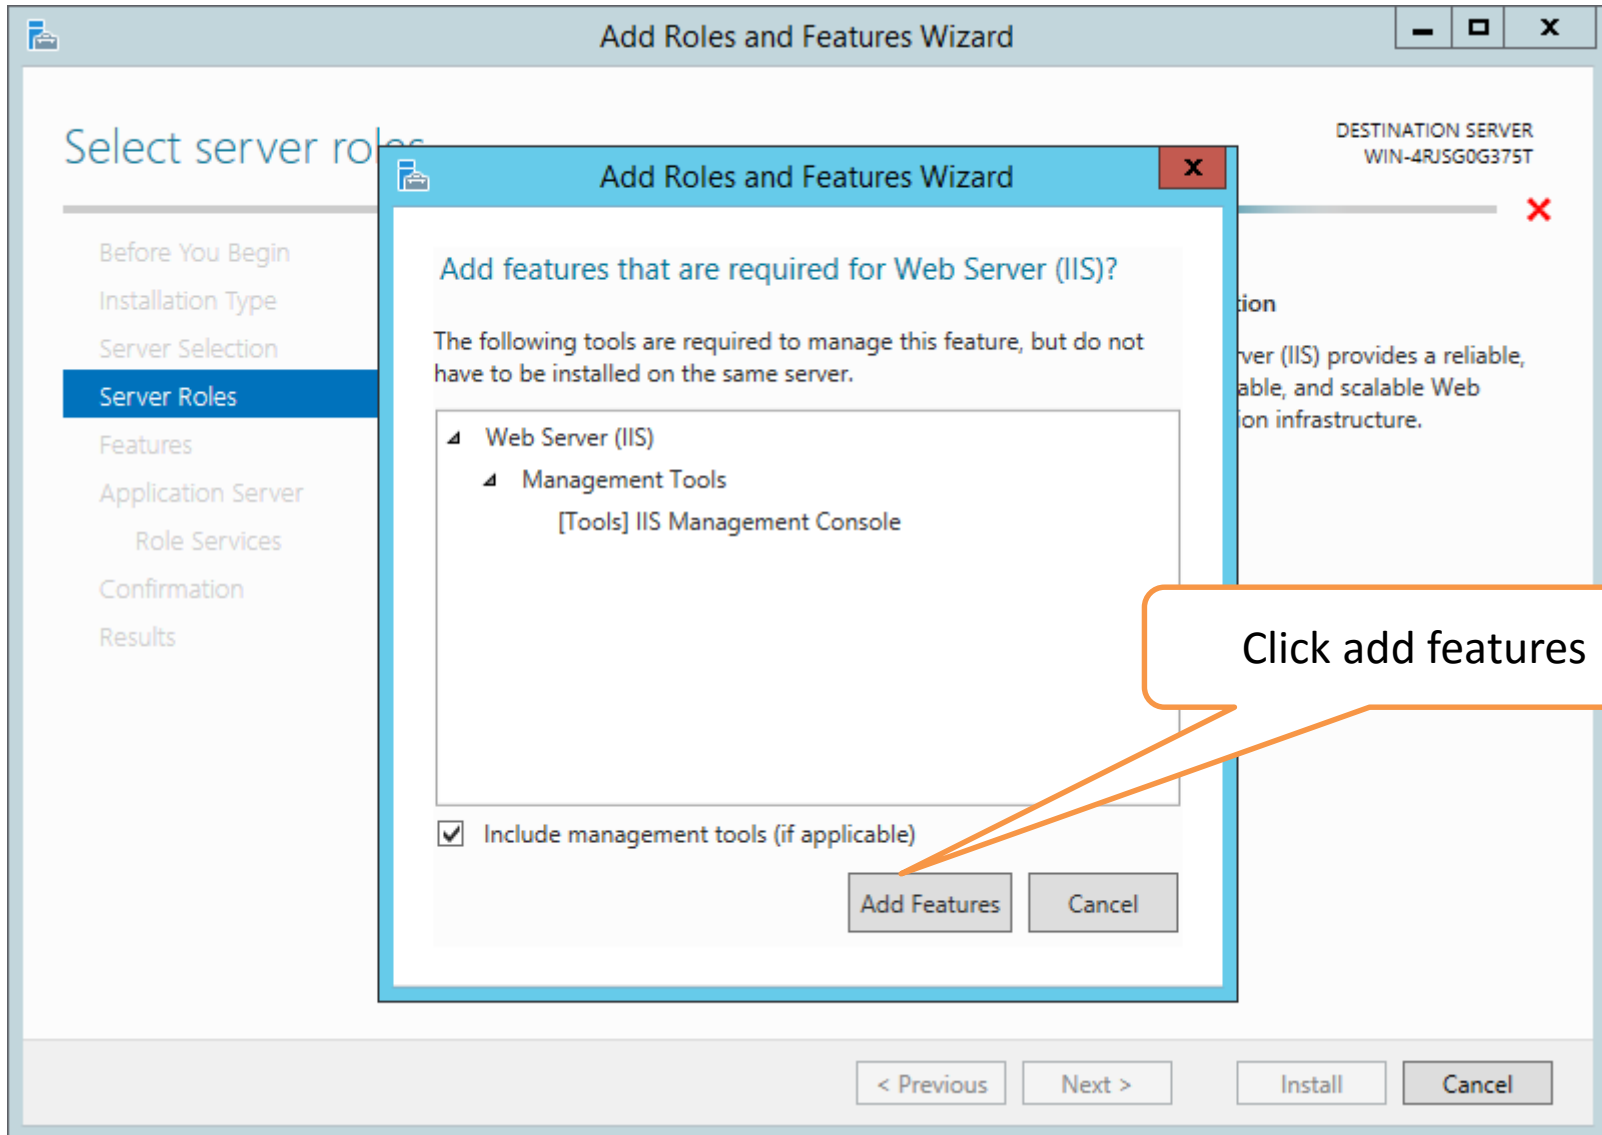 Add Roles and Features Wizard
Select server roles
DESTINATION SERVER
WIN-4RJSG0G375T
Before You Begin
Installation Type
Server Selection
Server Roles
Features
Application Server
Role Services
Confirmation
Results
Add Roles and Features Wizard
Add features that are required for Web Server (IIS)?
The following tools are required to manage this feature, but do not
have to be installed on the same server.
Web Server (IIS)
Management Tools
[Tools] IIS Management Console
Include management tools (if applicable)
Add Features
Cancel
tion
ver (IIS) provides a reliable,
able, and scalable Web
ion infrastructure.
Click add features
< Previous
Next >
Install
Cancel